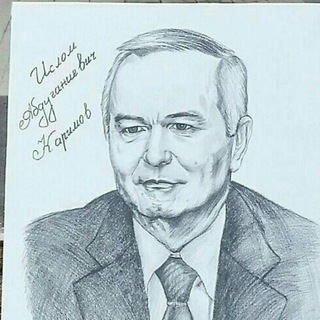 Ислом
Абдуганиевич
Каримов